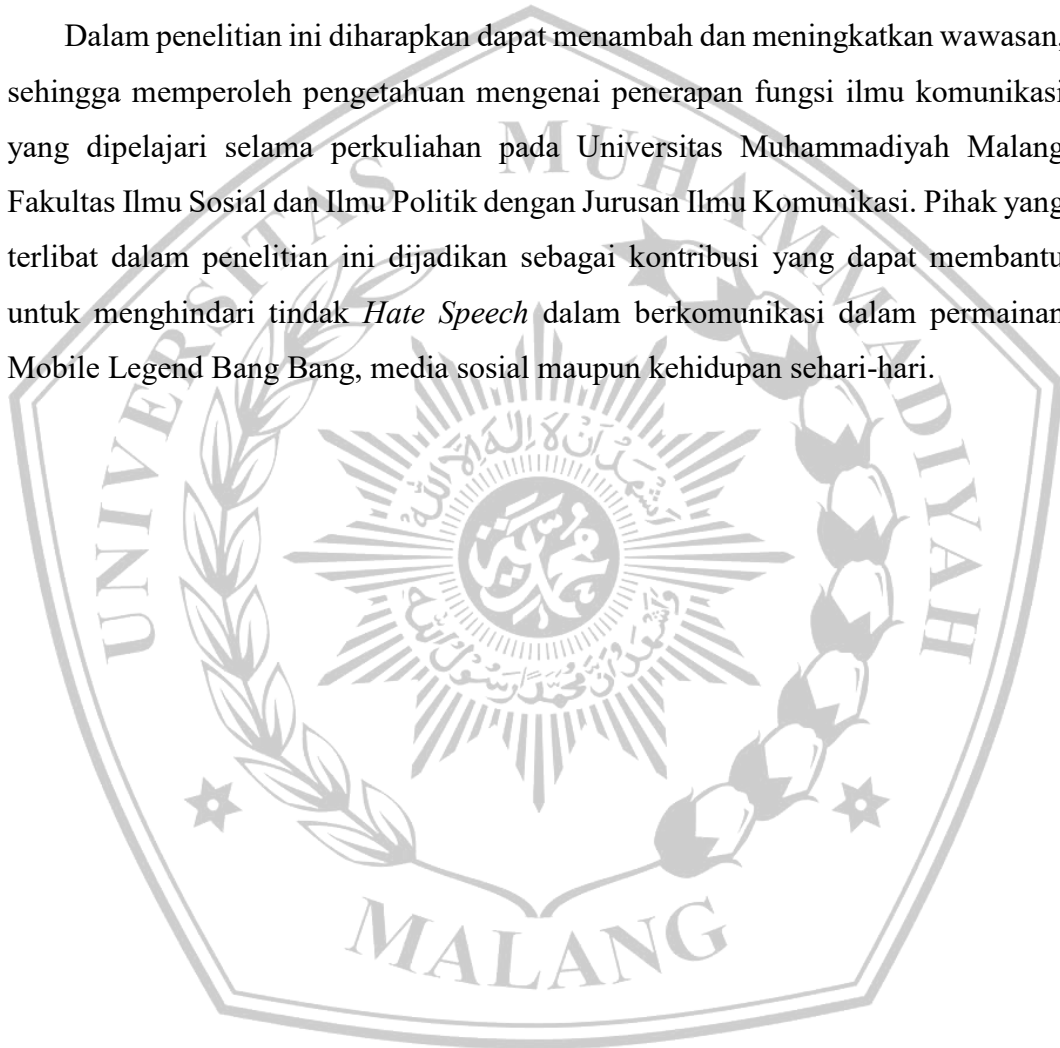 Dalam penelitian ini diharapkan dapat menambah dan meningkatkan wawasan,
sehingga memperoleh pengetahuan mengenai penerapan fungsi ilmu komunikasi
yang dipelajari selama perkuliahan pada Universitas Muhammadiyah Malang
Fakultas Ilmu Sosial dan Ilmu Politik dengan Jurusan Ilmu Komunikasi. Pihak yang
terlibat dalam penelitian ini dijadikan sebagai kontribusi yang dapat membantu
untuk menghindari tindak Hate Speech dalam berkomunikasi dalam permainan
Mobile Legend Bang Bang, media sosial maupun kehidupan sehari-hari.
UNIVERSITAS MUHAMMADIYAH
MALANG